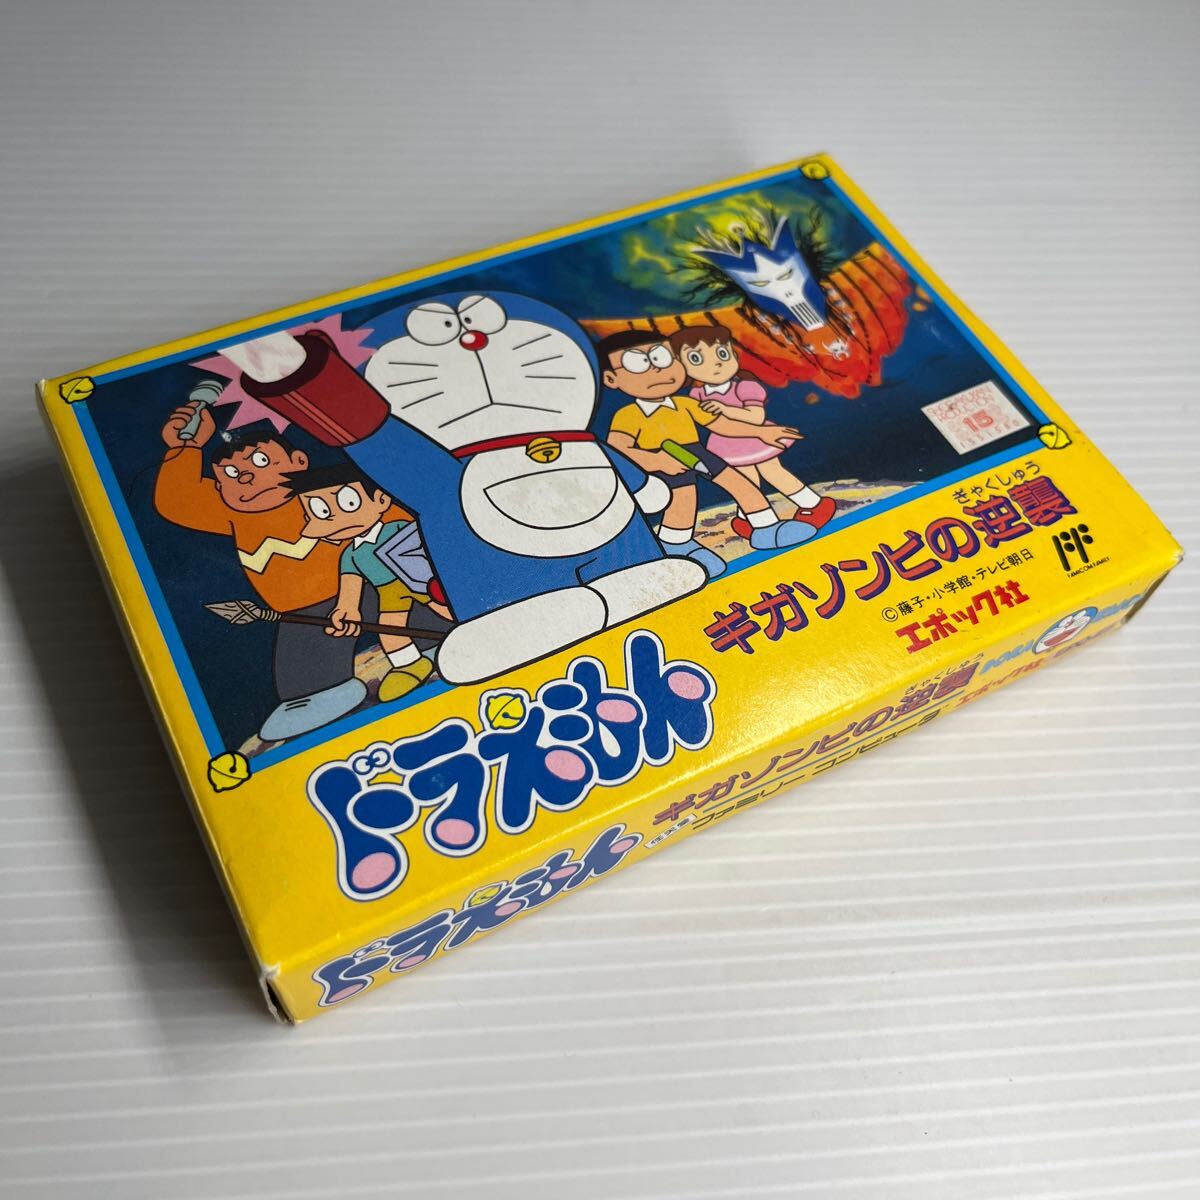 ドラえもん
ぎゃくしゅう
ギガゾンビの逆襲
©藤子・小学館・テレビ朝日
エポック社
FF
FAMICOM FAMILY
15
ドラえもん
ぎゃくしゅう
ギガゾンビの逆襲
ファミリー コンピュータ
エポック社
DORA